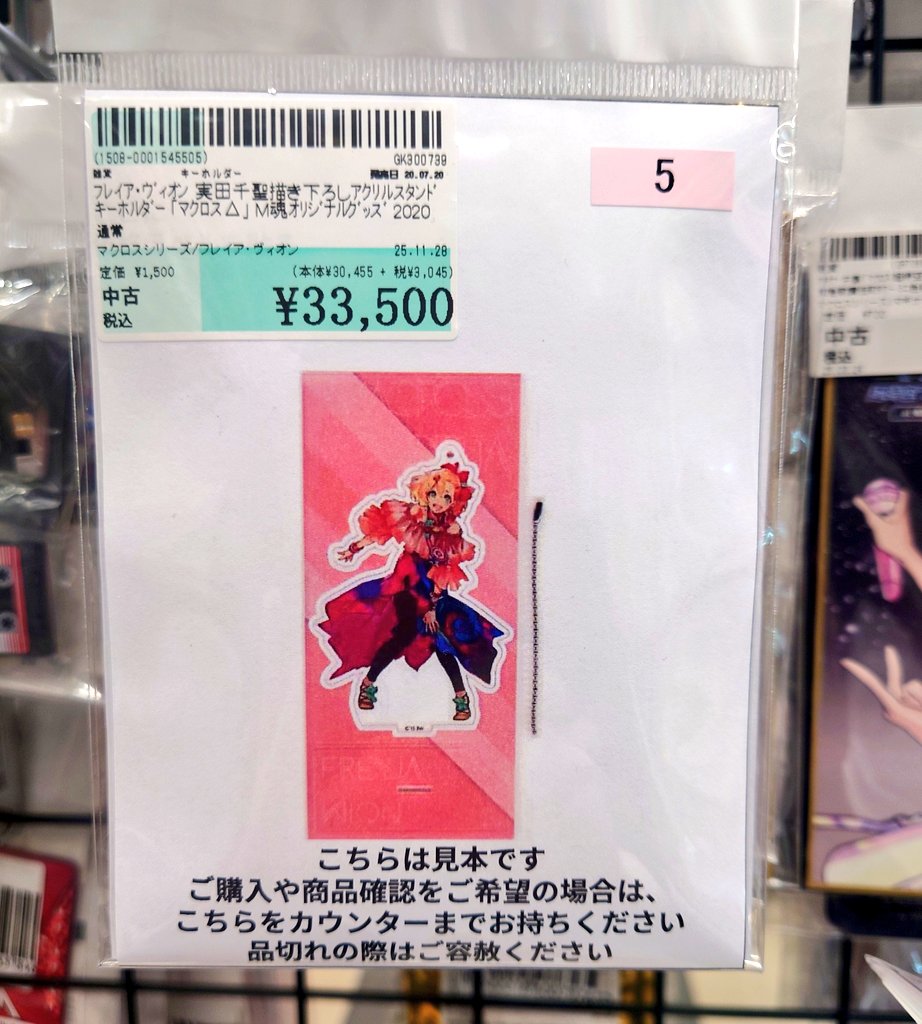 (1508-0001545505)
GK300739
雑貨 キーホルダー 発売日 20.07.20
フレイア・ヴィオン 実田千聖描き下ろしアクリルスタンド
キーホルダー 「マクロスΔ」 M魂オリジナルグッズ 2020
通常
マクロスシリーズ/フレイア・ヴィオン 25.11.28
定価 ¥1,500 (本体¥30,455 + 税¥3,045)
中古
税込
¥33,500
5
FREYJA
こちらは見本です
ご購入や商品確認をご希望の場合は、
こちらをカウンターまでお持ちください
品切れの際はご容赦ください
中古
税込